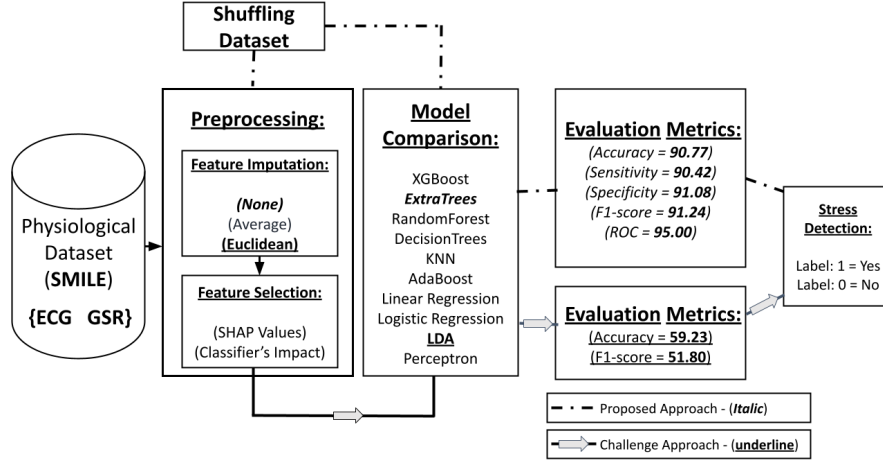 Shuffling
Dataset
Physiological
Dataset
(SMILE)
{ECG GSR}
Preprocessing:
Feature Imputation:
(None)
(Average)
(Euclidean)
Feature Selection:
(SHAP Values)
(Classifier's Impact)
Model
Comparison:
XGBoost
ExtraTrees
RandomForest
DecisionTrees
KNN
AdaBoost
Linear Regression
Logistic Regression
LDA
Perceptron
Evaluation Metrics:
(Accuracy = 90.77)
(Sensitivity = 90.42)
(Specificity = 91.08)
(F1-score = 91.24)
(ROC = 95.00)
Evaluation Metrics:
(Accuracy = 59.23)
(F1-score = 51.80)
Stress
Detection:
Label: 1 = Yes
Label: 0 = No
Proposed Approach - (Italic)
Challenge Approach - (underline)